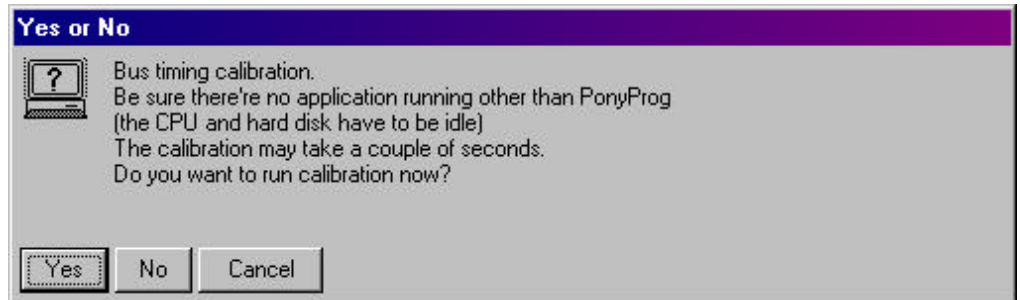 Yes or No
?
Bus timing calibration.
Be sure there're no application running other than PonyProg
(the CPU and hard disk have to be idle)
The calibration may take a couple of seconds.
Do you want to run calibration now?
Yes No Cancel